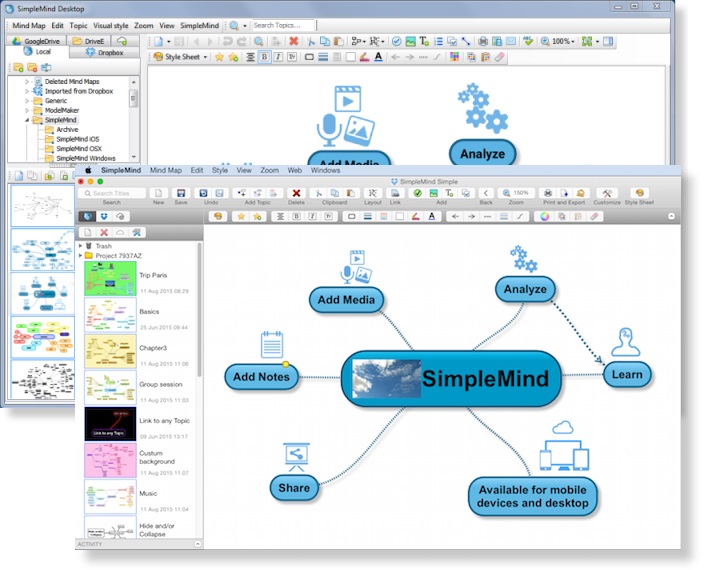 SimpleMind Desktop
Mind Map Edit Topic Visual style Zoom View SimpleMind Search Topics...
GoogleDrive DriveE
Local Dropbox
100%
Style Sheet B I T
Deleted Mind Maps
Imported from Dropbox
Generic
ModelMaker
SimpleMind
Archive
SimpleMind iOS
SimpleMind OSX
SimpleMind Windows
Add Media
Analyze
SimpleMind Mind Map Edit Style View Zoom Web Windows
SimpleMind Simple
Search Titles 150%
Search New Save Undo Add Topic Delete Clipboard Layout Link Add Back Zoom Print and Export Customize Style Sheet
B I T A
Trash
Project 7937AZ
Trip Paris
11 Aug 2015 08:29
Basics
25 Jun 2015 09:44
Chapter3
11 Aug 2015 11:06
Group session
11 Aug 2015 11:03
Link to any Topic
09 Jun 2015 13:17
Custum
background
11 Aug 2015 11:07
Music
11 Aug 2015 11:04
Hide and/or
Collapse
ACTIVITY
Add Media
Analyze
Add Notes
SimpleMind
Learn
Share
Available for mobile
devices and desktop